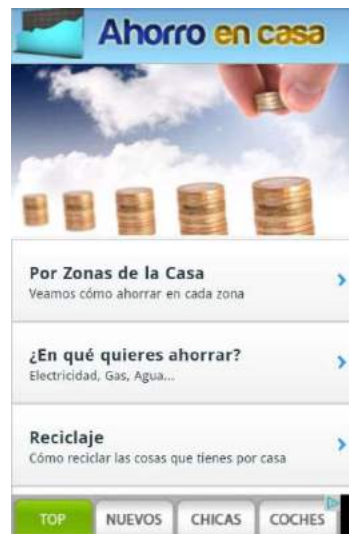 Ahorro en casa
Por Zonas de la Casa
Veamos cómo ahorrar en cada zona
¿En qué quieres ahorrar?
Electricidad, Gas, Agua...
Reciclaje
Cómo reciclar las cosas que tienes por casa
TOP NUEVOS CHICAS COCHES